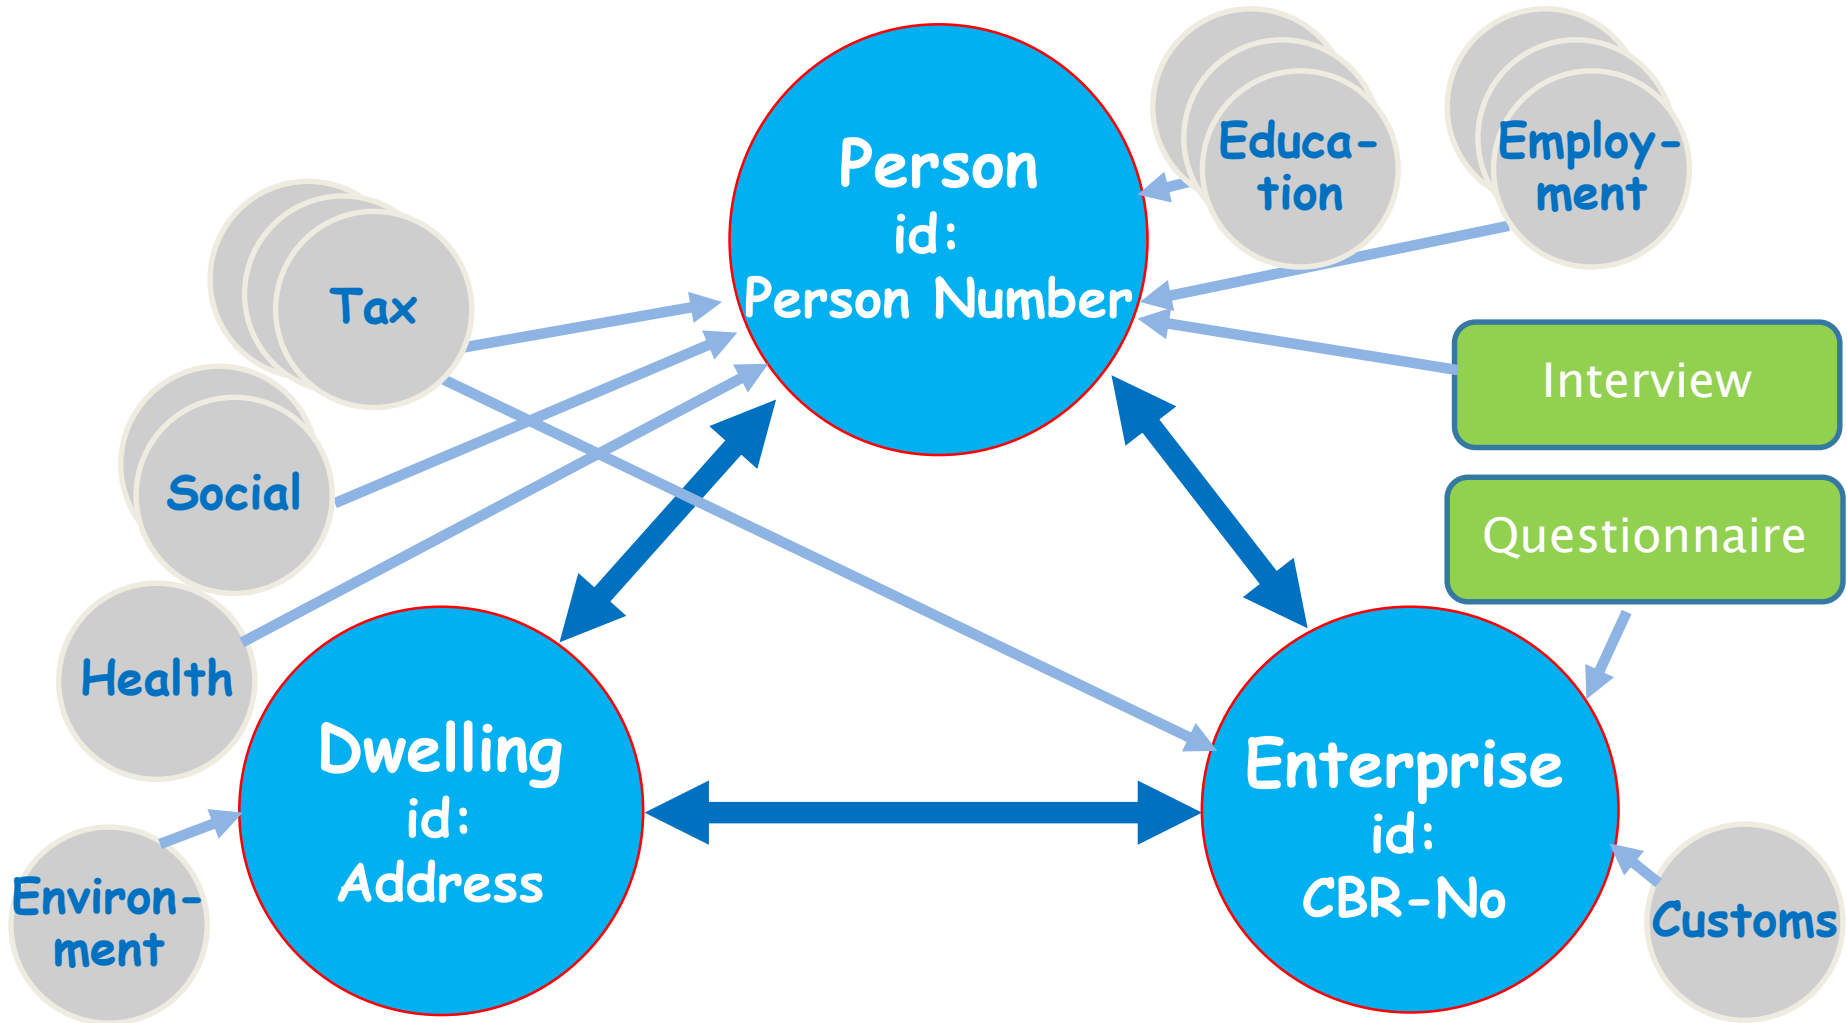 Person
id:
Person Number
Educa-
tion
Employ-
ment
Tax
Interview
Social
Questionnaire
Health
Dwelling
id:
Address
Enterprise
id:
CBR-No
Environ-
ment
Customs